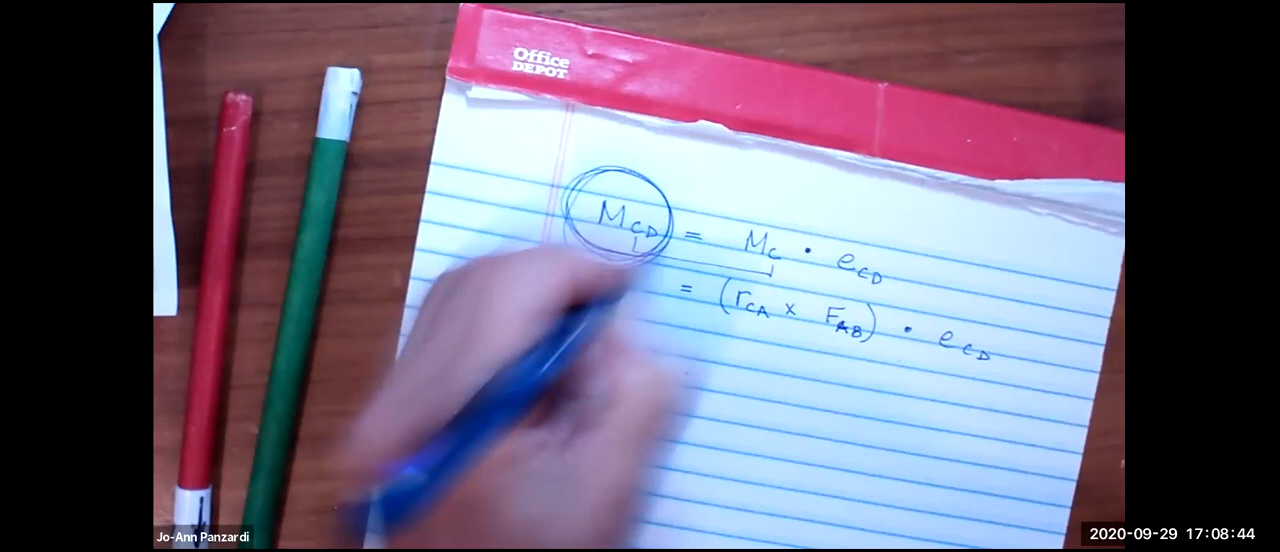 Office
DEPOT
M_CD = M_C • e_CD
= (r_CA x F_AB) • e_CD
Jo-Ann Panzardi
2020-09-29 17:08:44